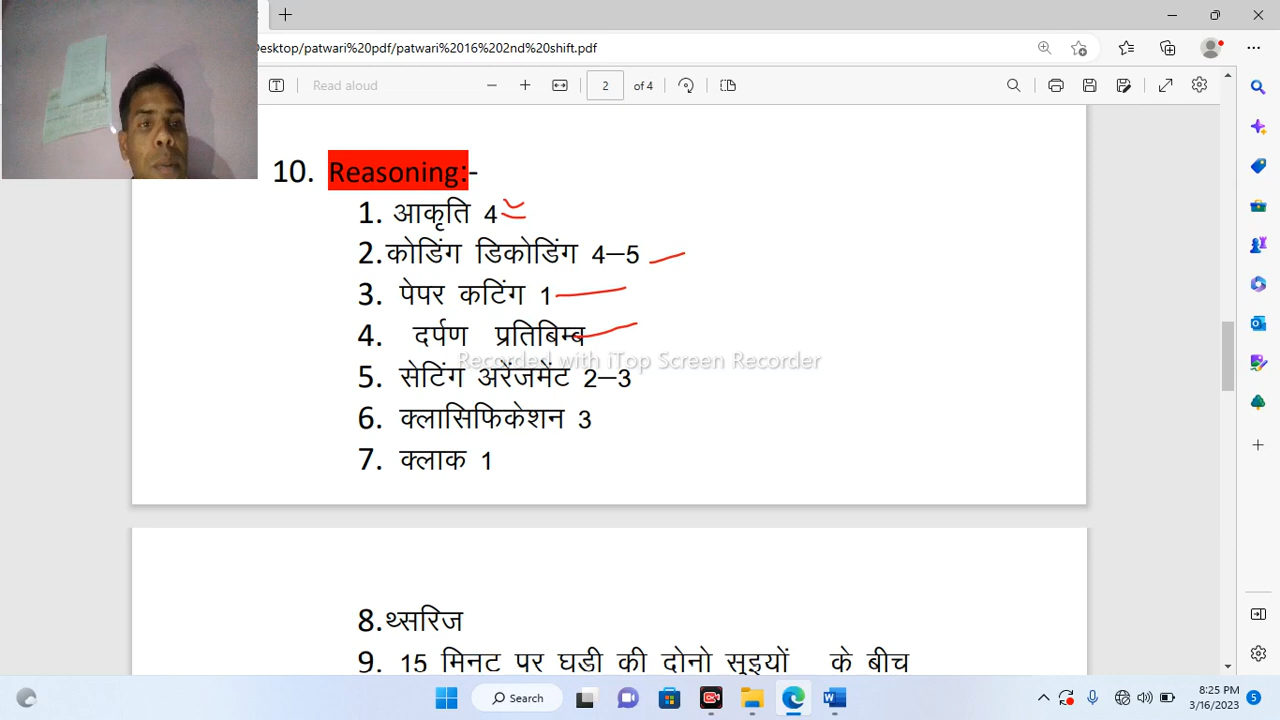 esktop/patwari%20pdf/patwari%2016%202nd%20shift.pdf
Read aloud
2 of 4
10. Reasoning:-
1. आकृति 4
2. कोडिंग डिकोडिंग 4–5
3. पेपर कटिंग 1
4. दर्पण प्रतिबिम्ब
Recorded with iTop Screen Recorder
5. सेटिंग अरेंजमेंट 2–3
6. क्लासिफिकेशन 3
7. क्लाक 1
8. थ्सरिज
9. 15 मिनट पर घडी की दोनो सुइयों के बीच
Search
8:25 PM
3/16/2023
5